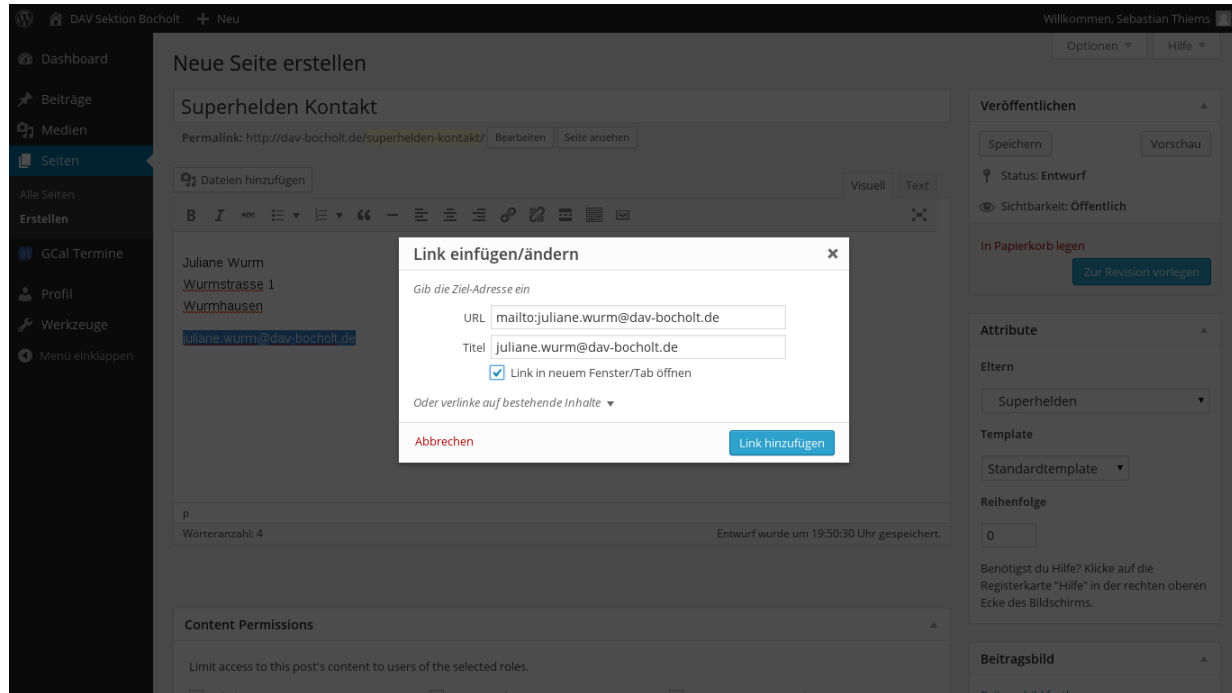 DAV Sektion Bocholt + Neu Willkommen, Sebastian Thiems
Optionen Hilfe
Dashboard
Beiträge
Medien
Seiten
Alle Seiten
Erstellen
GCal Termine
Profil
Werkzeuge
Menü einklappen
Neue Seite erstellen
Superhelden Kontakt
Permalink: http://dav-bocholt.de/superhelden-kontakt/ Bearbeiten Seite ansehen
Dateien hinzufügen
Visuell Text
B I ABC
Juliane Wurm
Wurmstrasse 1
Wurmhausen
juliane.wurm@dav-bocholt.de
Link einfügen/ändern
Gib die Ziel-Adresse ein
URL mailto:juliane.wurm@dav-bocholt.de
Titel juliane.wurm@dav-bocholt.de
Link in neuem Fenster/Tab öffnen
Oder verlinke auf bestehende Inhalte
Abbrechen Link hinzufügen
p
Wörteranzahl: 4 Entwurf wurde um 19:50:30 Uhr gespeichert.
Content Permissions
Limit access to this post's content to users of the selected roles.
Veröffentlichen
Speichern Vorschau
Status: Entwurf
Sichtbarkeit: Öffentlich
In Papierkorb legen
Zur Revision vorlegen
Attribute
Eltern
Superhelden
Template
Standardtemplate
Reihenfolge
0
Benötigst du Hilfe? Klicke auf die
Registerkarte "Hilfe" in der rechten oberen
Ecke des Bildschirms.
Beitragsbild